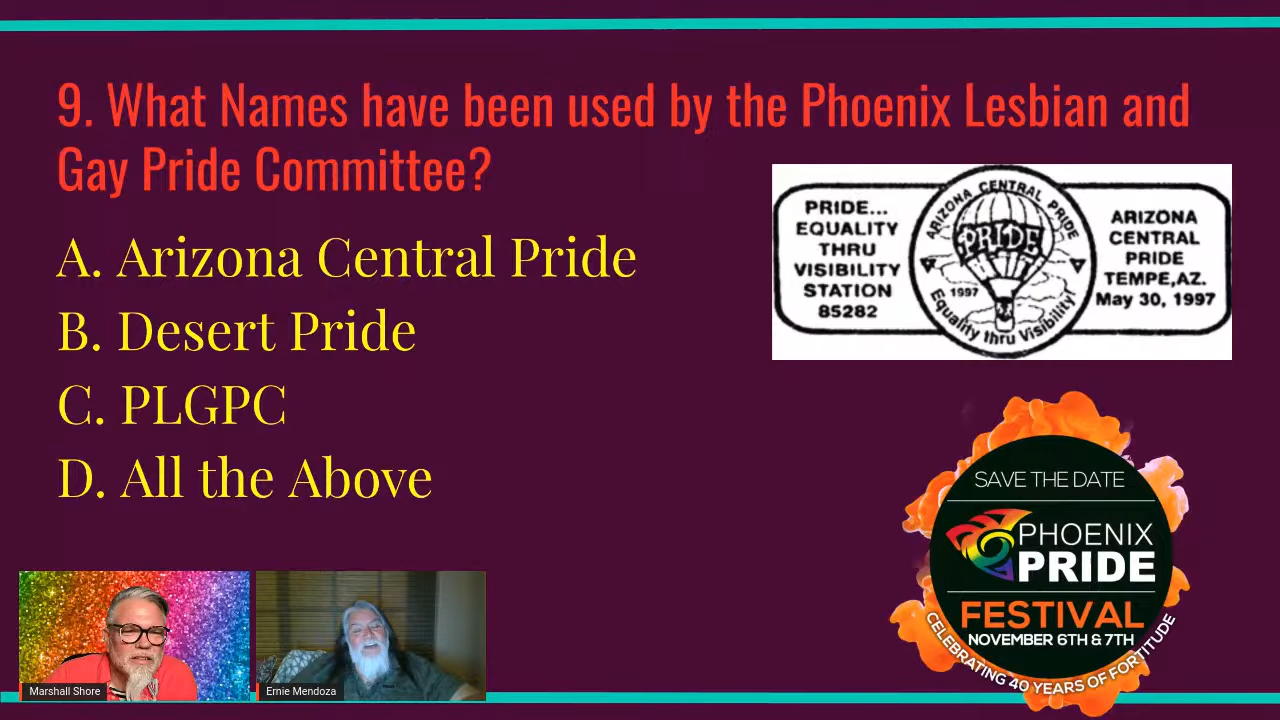 9. What Names have been used by the Phoenix Lesbian and
Gay Pride Committee?
A. Arizona Central Pride
B. Desert Pride
C. PLGPC
D. All the Above
PRIDE...
EQUALITY
THRU
VISIBILITY
STATION
85282
ARIZONA CENTRAL PRIDE
PRIDE
1997
Equality thru Visibility!
ARIZONA
CENTRAL
PRIDE
TEMPE,AZ.
May 30, 1997
SAVE THE DATE
PHOENIX
PRIDE
FESTIVAL
NOVEMBER 6TH & 7TH
CELEBRATING 40 YEARS OF FORTITUDE
Marshall Shore
Ernie Mendoza